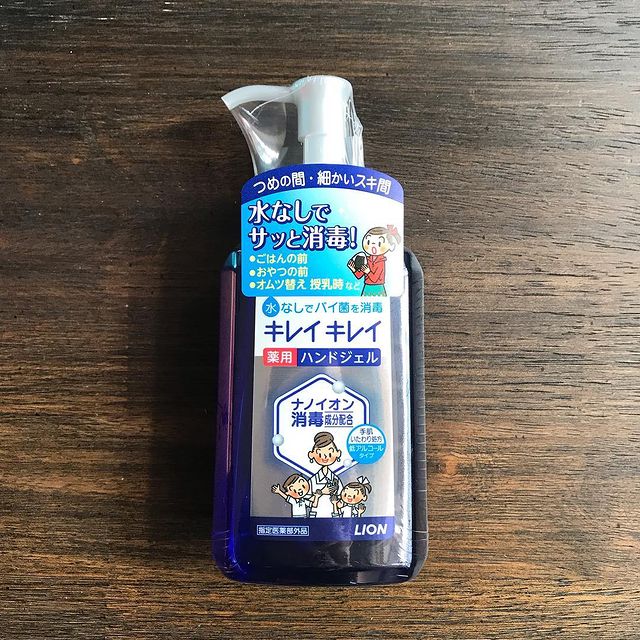 つめの間・細かいスキ間
水なしで
サッと消毒!
●ごはんの前
●おやつの前
●オムツ替え 授乳時など
水なしでバイ菌を消毒
キレイキレイ
薬用 ハンドジェル
ナノイオン
消毒成分配合
手肌
いたわり処方
低アルコール
タイプ
指定医薬部外品 LION